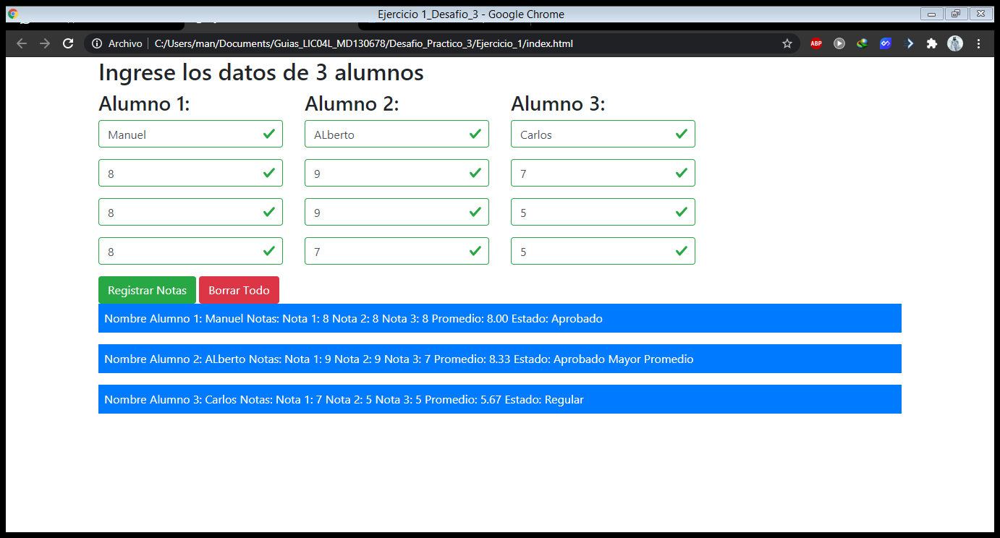 Ejercicio 1_Desafio_3 - Google Chrome
Archivo C:/Users/man/Documents/Guias_LIC04L_MD130678/Desafio_Practico_3/Ejercicio_1/index.html ABP
Ingrese los datos de 3 alumnos
Alumno 1: Alumno 2: Alumno 3:
Manuel ALberto Carlos
8 9 7
8 9 5
8 7 5
Registrar Notas Borrar Todo
Nombre Alumno 1: Manuel Notas: Nota 1: 8 Nota 2: 8 Nota 3: 8 Promedio: 8.00 Estado: Aprobado
Nombre Alumno 2: ALberto Notas: Nota 1: 9 Nota 2: 9 Nota 3: 7 Promedio: 8.33 Estado: Aprobado Mayor Promedio
Nombre Alumno 3: Carlos Notas: Nota 1: 7 Nota 2: 5 Nota 3: 5 Promedio: 5.67 Estado: Regular